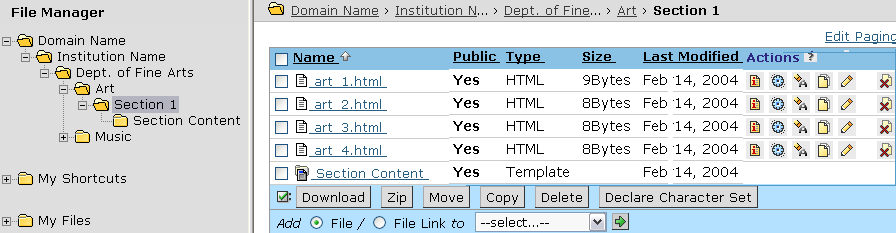 File Manager
Domain Name
Institution Name
Dept. of Fine Arts
Art
Section 1
Section Content
Music
My Shortcuts
My Files
Domain Name > Institution N... > Dept. of Fine... > Art > Section 1
Edit Paging
Name Public Type Size Last Modified Actions ?
art_1.html Yes HTML 9Bytes Feb 14, 2004
art_2.html Yes HTML 8Bytes Feb 14, 2004
art_3.html Yes HTML 8Bytes Feb 14, 2004
art_4.html Yes HTML 8Bytes Feb 14, 2004
Section Content Yes Template Feb 14, 2004
Download Zip Move Copy Delete Declare Character Set
Add File / File Link to --select...--